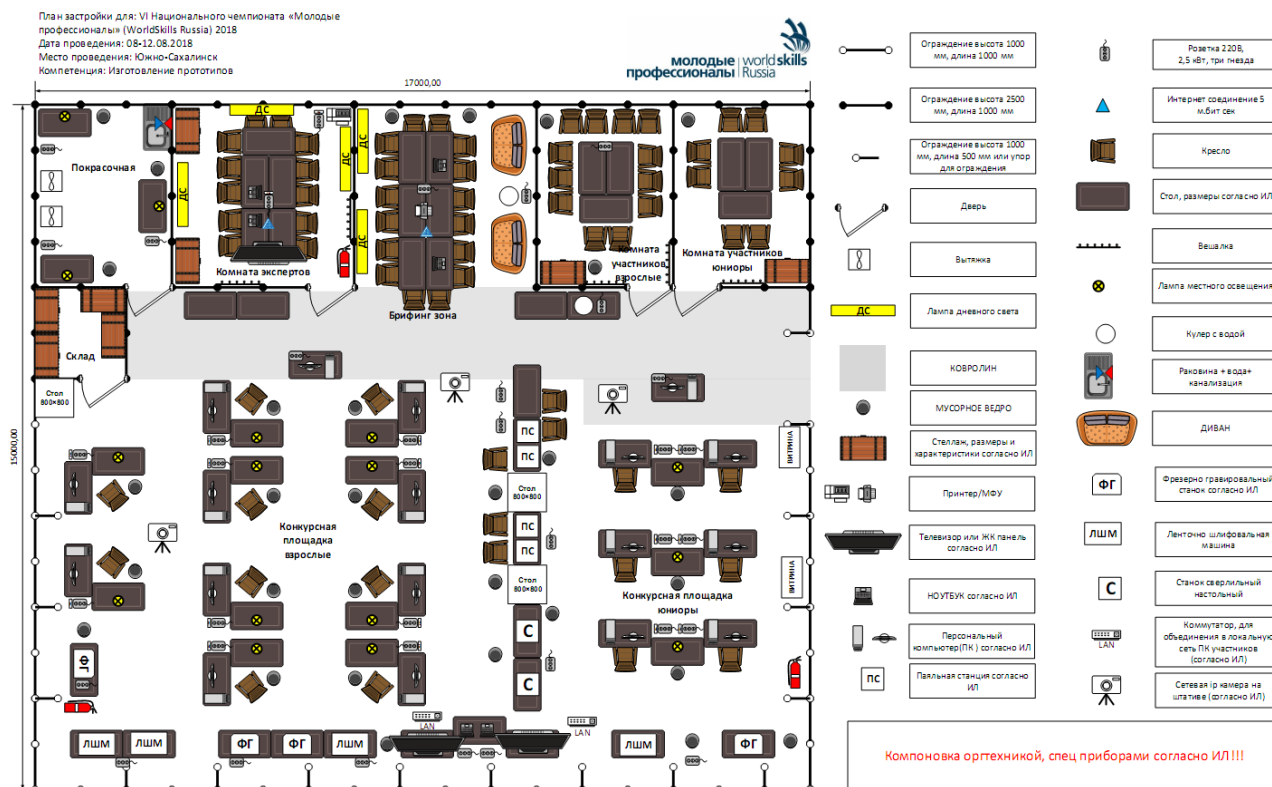 План застройки для: VI Национального чемпионата «Молодые
профессионалы» (WorldSkills Russia) 2018
Дата проведения: 08-12.08.2018
Место проведения: Южно-Сахалинск
Компетенция: Изготовление прототипов
молодые
профессионалы
worldskills
Russia
17000,00
15000,00
ДС
ДС
ДС
ДС
ДС
Покрасочная
Комната экспертов
Брифинг зона
Комната
участников
взрослые
Комната участников
юниоры
Склад
Стол
800×800
ПС
ПС
Стол
800×800
ПС
ПС
Стол
800×800
С
С
ВИТРИНА
ВИТРИНА
Конкурсная
площадка
взрослые
Конкурсная площадка
юниоры
ФГ
LAN
LAN
ЛШМ
ЛШМ
ФГ
ФГ
ЛШМ
ЛШМ
ФГ
Ограждение высота 1000
мм, длина 1000 мм
Ограждение высота 2500
мм, длина 1000 мм
Ограждение высота 1000
мм, длина 500 мм или упор
для ограждения
Дверь
Вытяжка
ДС
Лампа дневного света
КОВРОЛИН
МУСОРНОЕ ВЕДРО
Стеллаж, размеры и
характеристики согласно ИЛ
Принтер/МФУ
Телевизор или ЖК панель
согласно ИЛ
НОУТБУК согласно ИЛ
Персональный
компьютер(ПК ) согласно ИЛ
ПС
Паяльная станция согласно
ИЛ
Розетка 220В,
2,5 кВт, три гнезда
Интернет соединение 5
м.бит сек
Кресло
Стол, размеры согласно ИЛ
Вешалка
Лампа местного освещения
Кулер с водой
Раковина + вода+
канализация
ДИВАН
ФГ
Фрезерно гравировальный
станок согласно ИЛ
ЛШМ
Ленточно шлифовальная
машина
С
Станок сверлильный
настольный
LAN
Коммутатор, для
объединения в локальную
сеть ПК участников
(согласно ИЛ)
Сетевая ip камера на
штативе (согласно ИЛ)
Компоновка оргтехникой, спец приборами согласно ИЛ!!!